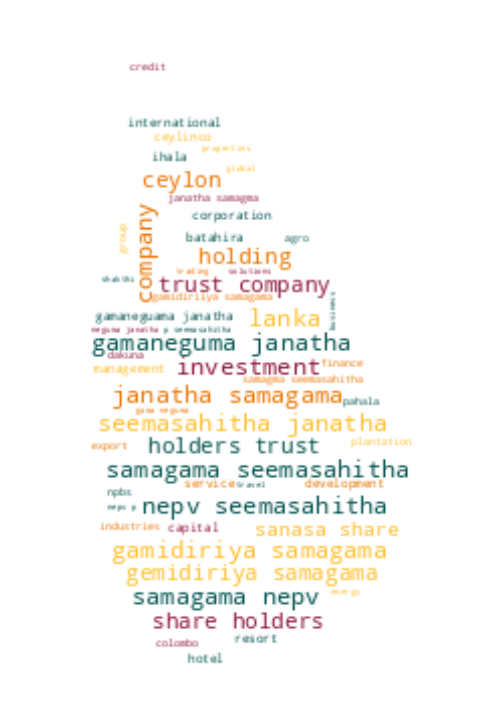 credit
international
ceylinco
properties
ihala
global
ceylon
janatha samagma
company
corporation
group
batahira
agro
holding
trading
solutions
shakthi
trust company
gamidiriiya samagama
business
gamaneguama janatha
lanka
neguma janatha
p seemasahitha
gamaneguma janatha
dakuna
management
investment
finance
samagma seemasahitha
janatha samagama
pahala
gama neguma
seemasahitha janatha
export
holders trust
plantation
samagama seemasahitha
service
travel
development
npbs
nepv p
nepv seemasahitha
industries
capital
sanasa share
gamidiriya samagama
gemidiriya samagama
samagama nepv
share holders
colombo
resort
hotel